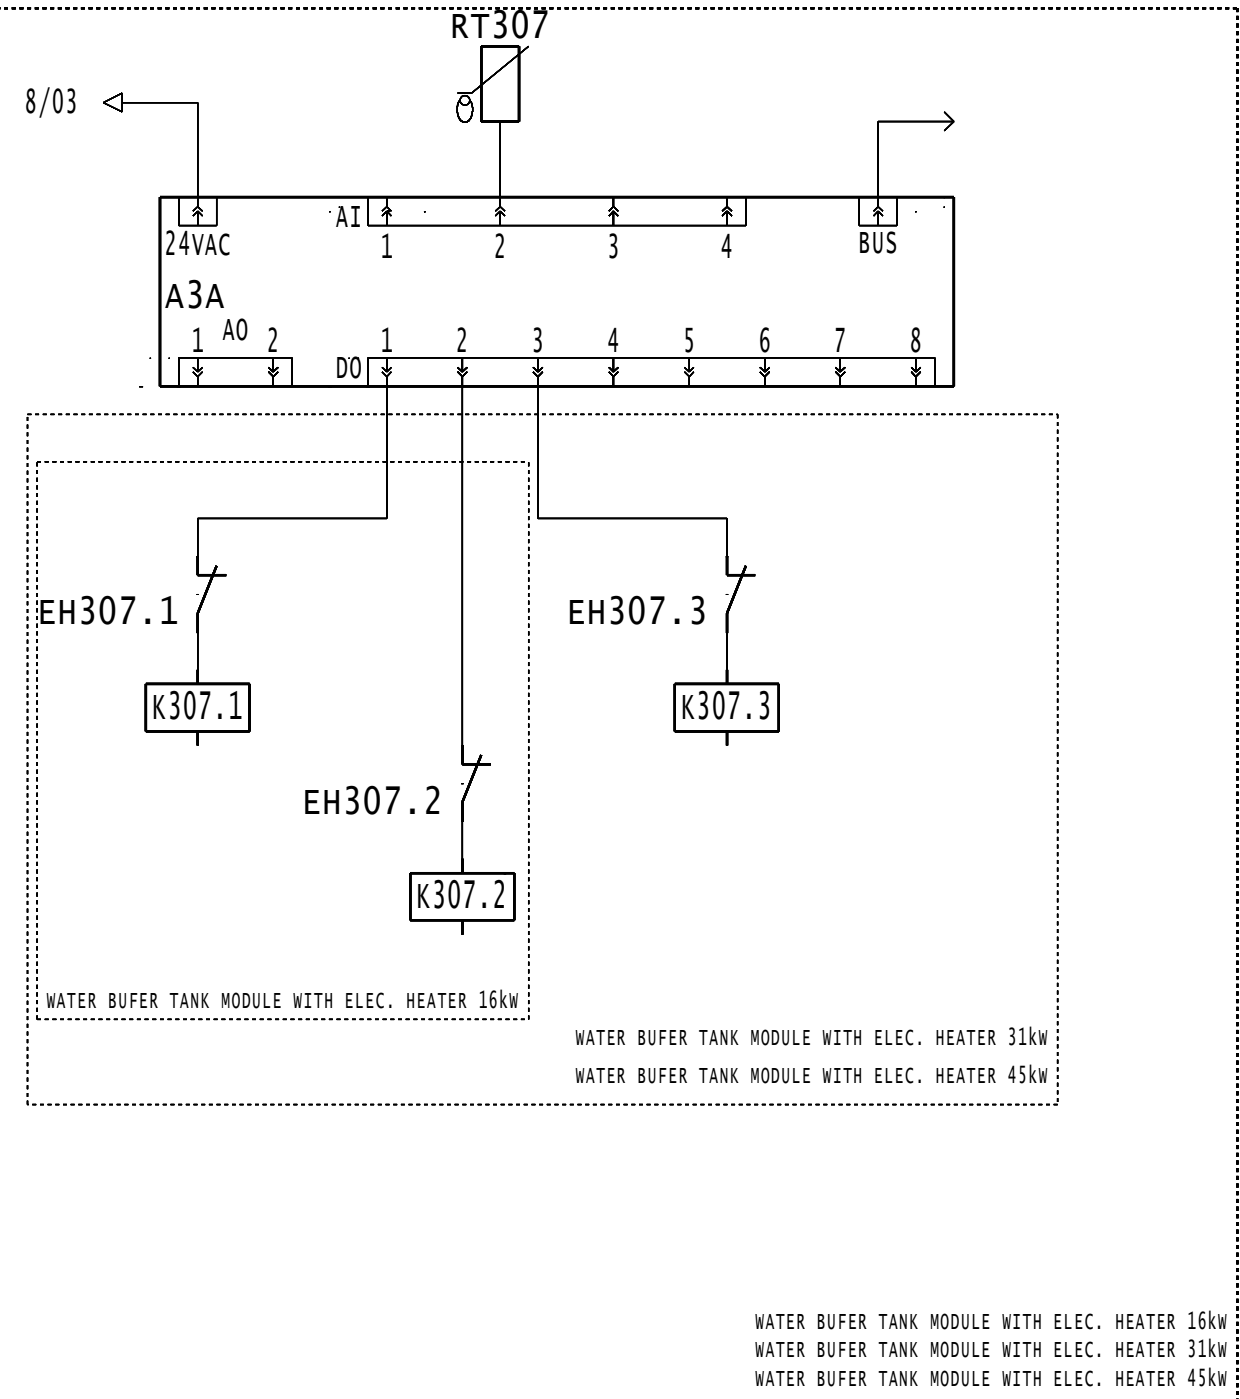 RT307
8/03
AI
24VAC 1 2 3 4 BUS
A3A
1 AO 2 1 2 3 4 5 6 7 8
DO
EH307.1 EH307.3
K307.1 K307.3
EH307.2
K307.2
WATER BUFER TANK MODULE WITH ELEC. HEATER 16kW
WATER BUFER TANK MODULE WITH ELEC. HEATER 31kW
WATER BUFER TANK MODULE WITH ELEC. HEATER 45kW
WATER BUFER TANK MODULE WITH ELEC. HEATER 16kW
WATER BUFER TANK MODULE WITH ELEC. HEATER 31kW
WATER BUFER TANK MODULE WITH ELEC. HEATER 45kW